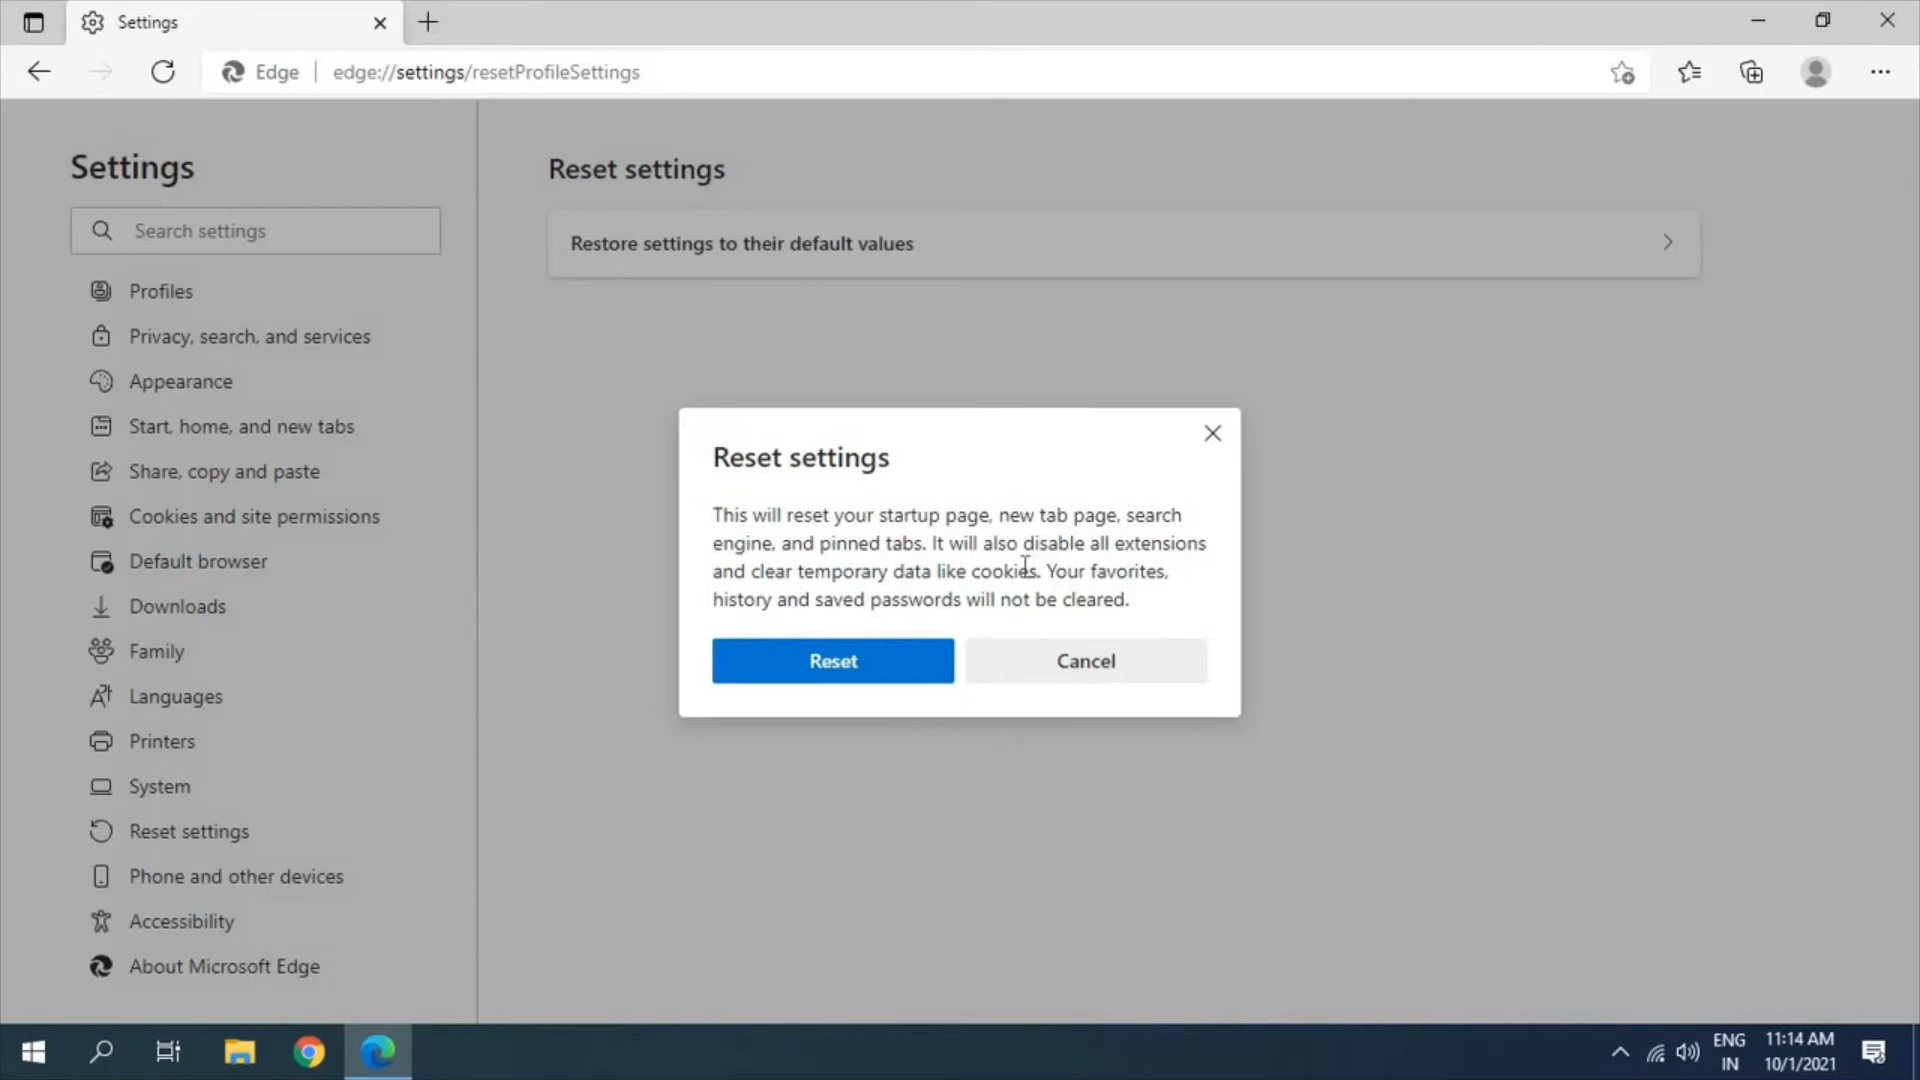 Settings
Edge
edge://settings/resetProfileSettings
Settings
Search settings
Profiles
Privacy, search, and services
Appearance
Start, home, and new tabs
Share, copy and paste
Cookies and site permissions
Default browser
Downloads
Family
Languages
Printers
System
Reset settings
Phone and other devices
Accessibility
About Microsoft Edge
Reset settings
Restore settings to their default values
Reset settings
This will reset your startup page, new tab page, search
engine, and pinned tabs. It will also disable all extensions
and clear temporary data like cookies. Your favorites,
history and saved passwords will not be cleared.
Reset
Cancel
ENG
IN
11:14 AM
10/1/2021